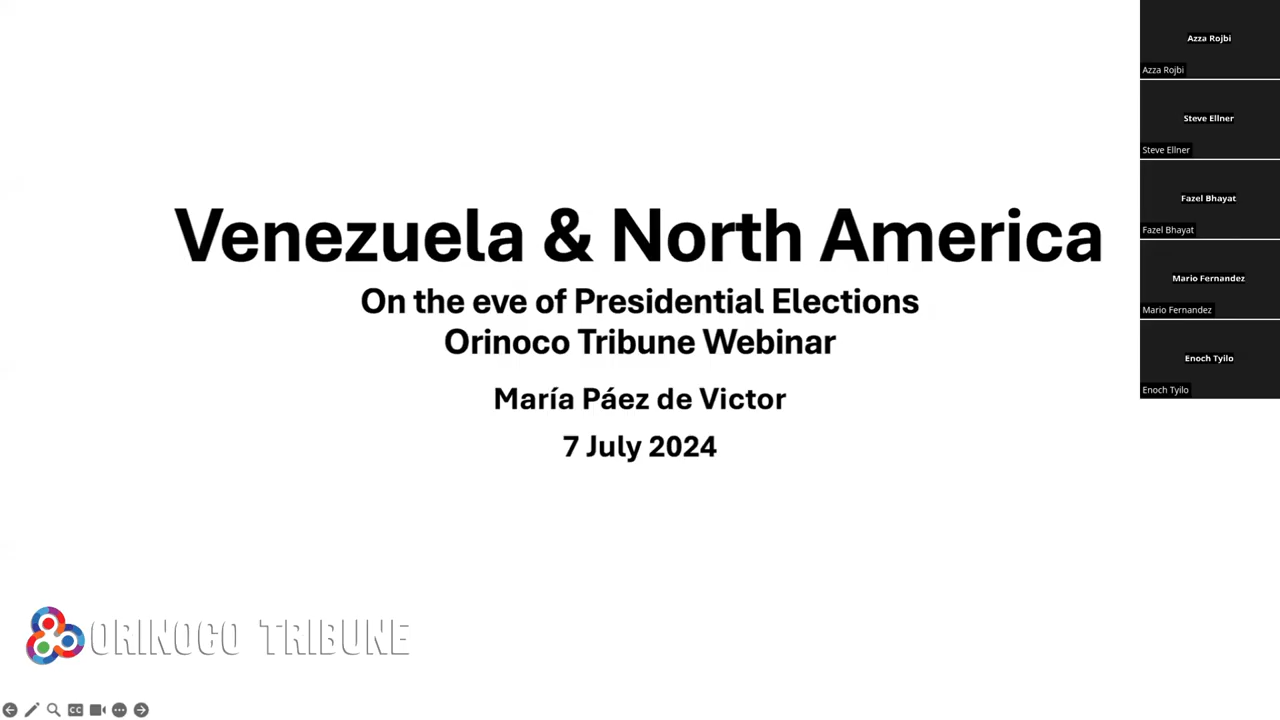 Venezuela & North America
On the eve of Presidential Elections
Orinoco Tribune Webinar
María Páez de Victor
7 July 2024
ORINOCO TRIBUNE
CC
Azza Rojbi
Azza Rojbi
Steve Ellner
Steve Ellner
Fazel Bhayat
Fazel Bhayat
Mario Fernandez
Mario Fernandez
Enoch Tyilo
Enoch Tyilo